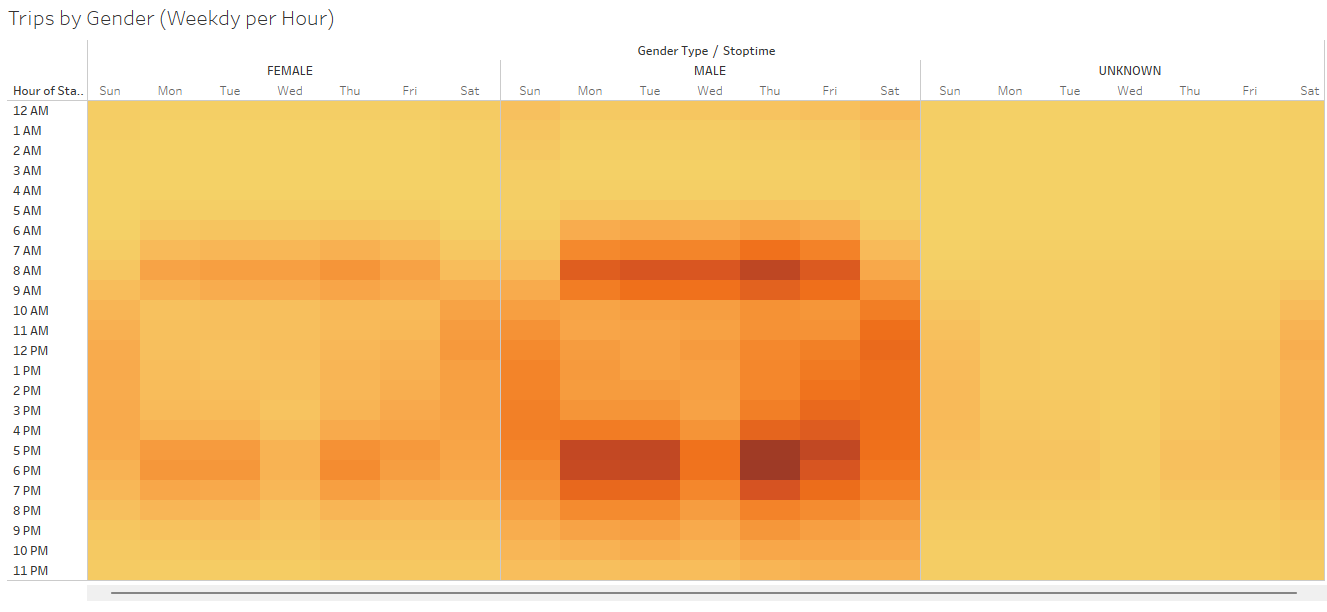 Trips by Gender (Weekdy per Hour)
Gender Type / Stoptime
FEMALE MALE UNKNOWN
Hour of Sta.. Sun Mon Tue Wed Thu Fri Sat Sun Mon Tue Wed Thu Fri Sat Sun Mon Tue Wed Thu Fri Sat
12 AM
1 AM
2 AM
3 AM
4 AM
5 AM
6 AM
7 AM
8 AM
9 AM
10 AM
11 AM
12 PM
1 PM
2 PM
3 PM
4 PM
5 PM
6 PM
7 PM
8 PM
9 PM
10 PM
11 PM